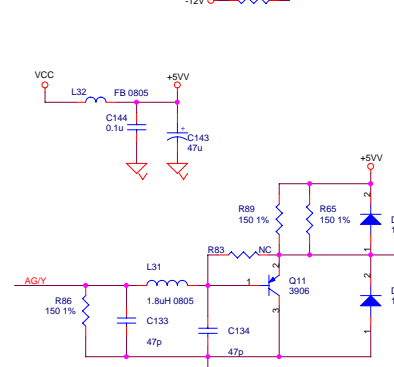 -12V
VCC
+5VV
L32
FB 0805
C144
0.1u
+
C143
47u
+5VV
2
R89
150 1%
R65
150 1%
D
1
1
R83
NC
2
AG/Y
L31
1.8uH 0805
1
Q11
3906
2
D
1
R86
150 1%
C133
47p
C134
47p
3
1